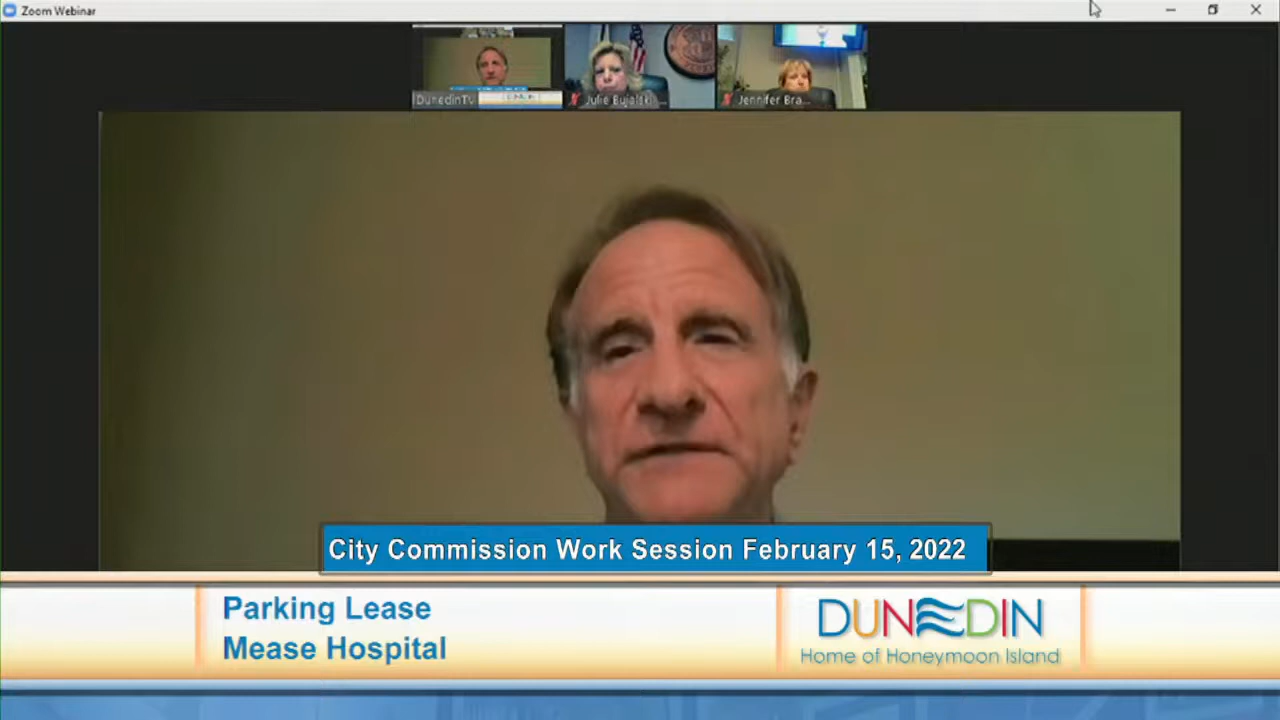 Zoom Webinar
DunedinTV
Julie Bujalski ...
Jennifer Bra...
City Commission Work Session February 15, 2022
Parking Lease
Mease Hospital
DUNEDIN
Home of Honeymoon Island